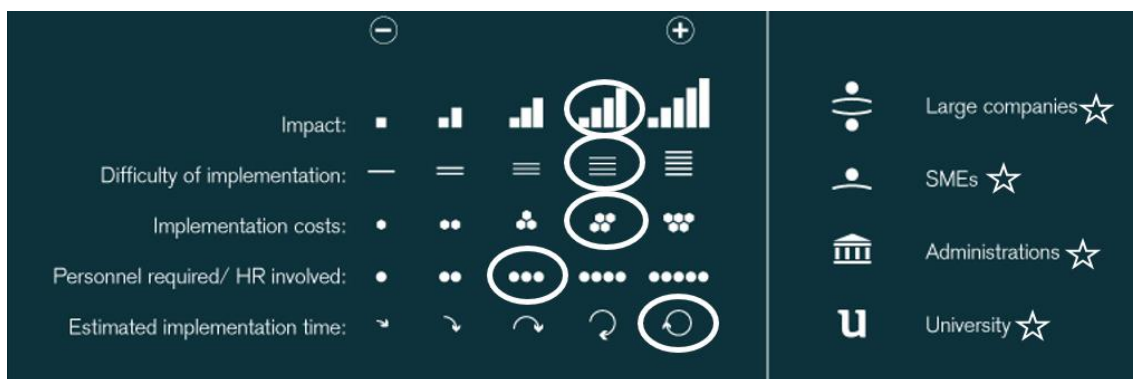 Impact:
Difficulty of implementation:
Implementation costs:
Personnel required/ HR involved:
Estimated implementation time:
Large companies
SMEs
Administrations
u University